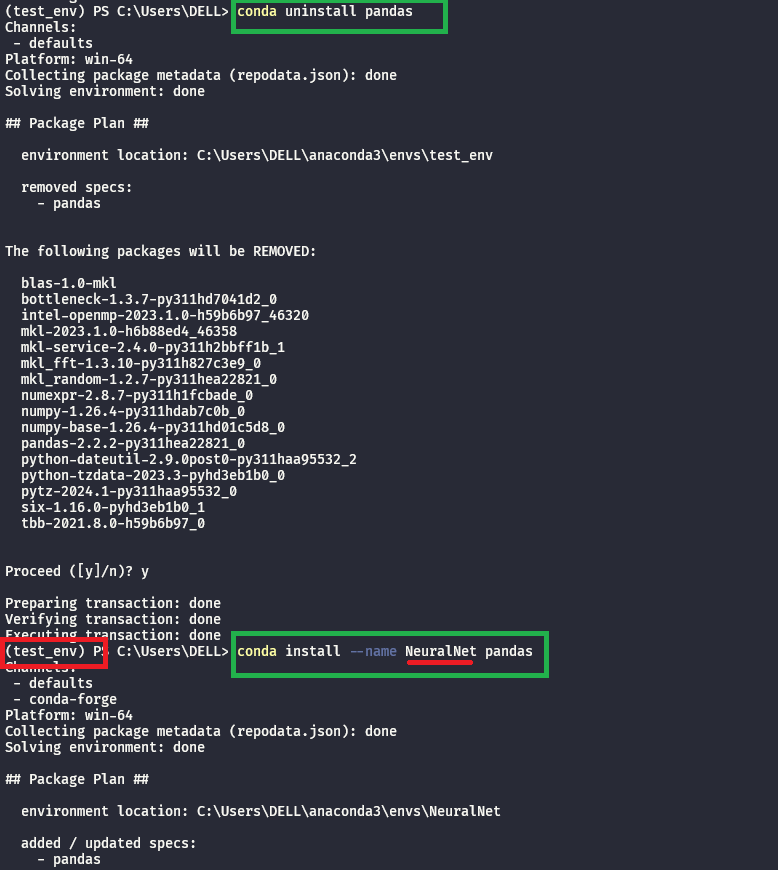 (test_env) PS C:\Users\DELL> conda uninstall pandas
Channels:
 - defaults
Platform: win-64
Collecting package metadata (repodata.json): done
Solving environment: done
## Package Plan ##
  environment location: C:\Users\DELL\anaconda3\envs\test_env
  removed specs:
    - pandas
The following packages will be REMOVED:
  blas-1.0-mkl
  bottleneck-1.3.7-py311hd7041d2_0
  intel-openmp-2023.1.0-h59b6b97_46320
  mkl-2023.1.0-h6b88ed4_46358
  mkl-service-2.4.0-py311h2bbff1b_1
  mkl_fft-1.3.10-py311h827c3e9_0
  mkl_random-1.2.7-py311hea22821_0
  numexpr-2.8.7-py311h1fcbade_0
  numpy-1.26.4-py311hdab7c0b_0
  numpy-base-1.26.4-py311hd01c5d8_0
  pandas-2.2.2-py311hea22821_0
  python-dateutil-2.9.0post0-py311haa95532_2
  python-tzdata-2023.3-pyhd3eb1b0_0
  pytz-2024.1-py311haa95532_0
  six-1.16.0-pyhd3eb1b0_1
  tbb-2021.8.0-h59b6b97_0
Proceed ([y]/n)? y
Preparing transaction: done
Verifying transaction: done
Executing transaction: done
(test_env) PS C:\Users\DELL> conda install --name NeuralNet pandas
Channels:
 - defaults
 - conda-forge
Platform: win-64
Collecting package metadata (repodata.json): done
Solving environment: done
## Package Plan ##
  environment location: C:\Users\DELL\anaconda3\envs\NeuralNet
  added / updated specs:
    - pandas